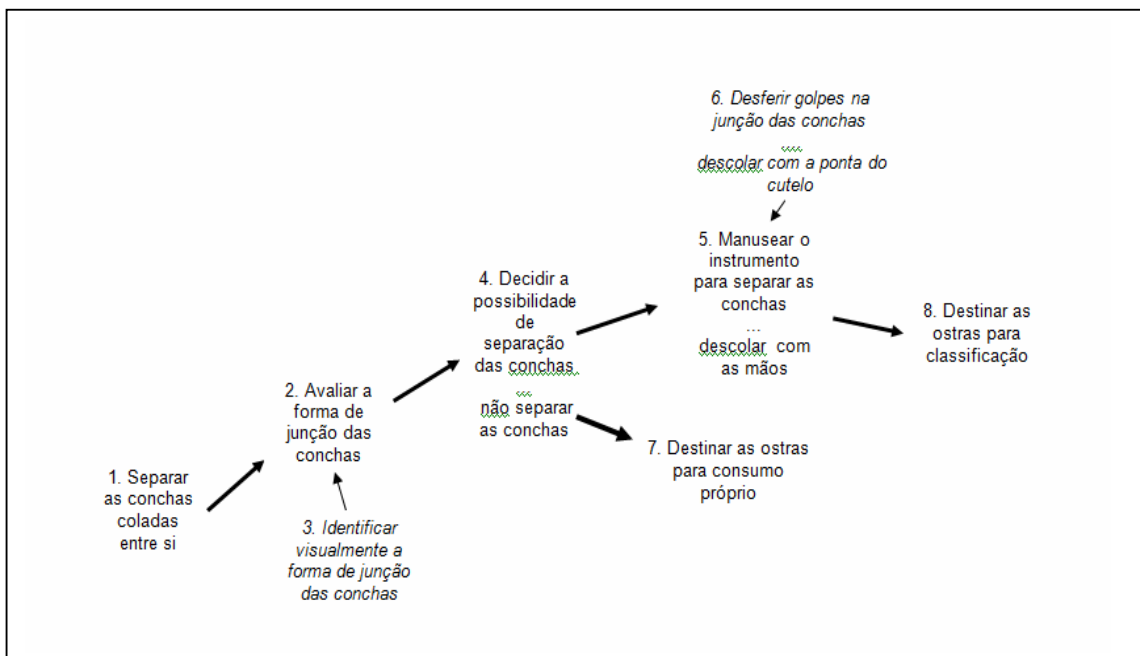 1. Separar
as conchas
coladas
entre si
2. Avaliar a
forma de
junção das
conchas
3. Identificar
visualmente a
forma de junção
das conchas
4. Decidir a
possibilidade
de
separação
das conchas
...
não separar
as conchas
6. Desferir golpes na
junção das conchas
...
descolar com a ponta do
cutelo
5. Manusear o
instrumento
para separar as
conchas
...
descolar com
as mãos
7. Destinar as ostras
para consumo
próprio
8. Destinar as
ostras para
classificação